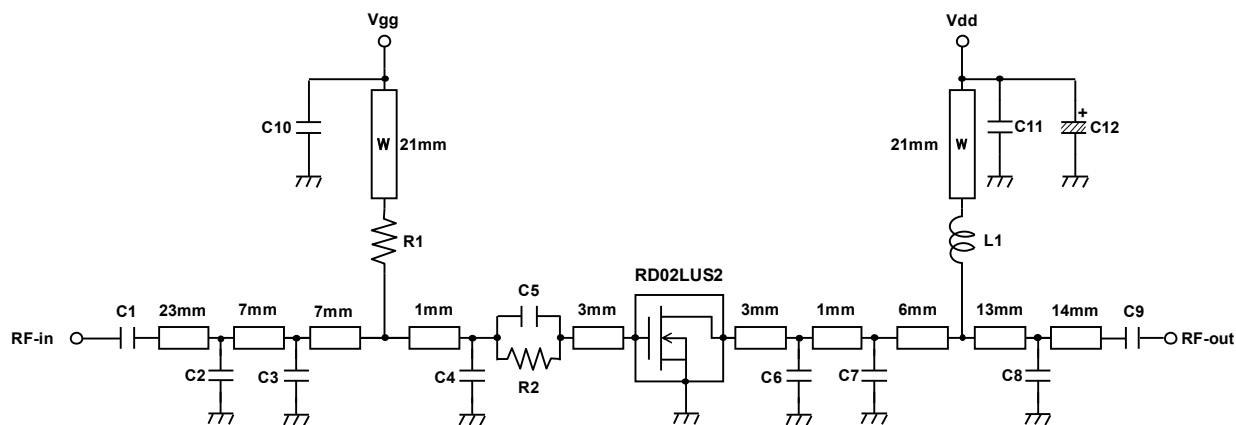 Vgg
Vdd
C10
W
21mm
21mm
W
C11
+
C12
R1
L1
RD02LUS2
C1
23mm
7mm
7mm
1mm
C5
3mm
3mm
1mm
6mm
13mm
14mm
C9
RF-in
RF-out
C2
C3
C4
R2
C6
C7
C8